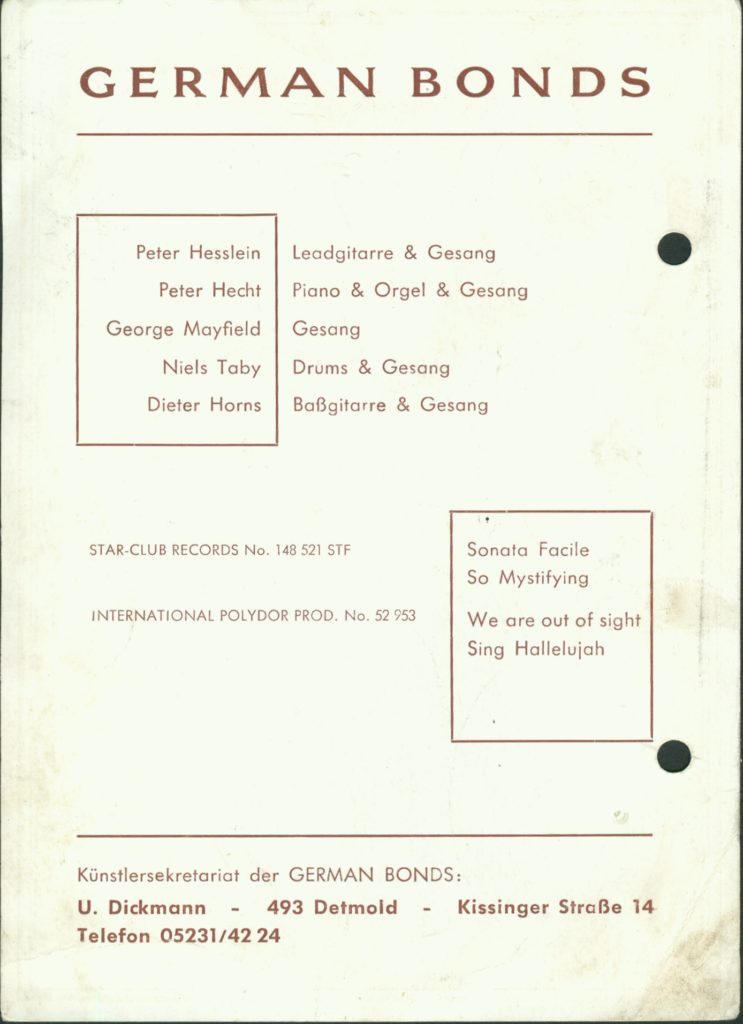 GERMAN BONDS
Peter Hesslein Leadgitarre & Gesang
Peter Hecht Piano & Orgel & Gesang
George Mayfield Gesang
Niels Taby Drums & Gesang
Dieter Horns Baßgitarre & Gesang
STAR-CLUB RECORDS No. 148 521 STF
Sonata Facile
So Mystifying
INTERNATIONAL POLYDOR PROD. No. 52 953
We are out of sight
Sing Hallelujah
Künstlersekretariat der GERMAN BONDS:
U. Dickmann - 493 Detmold - Kissinger Straße 14
Telefon 05231/42 24